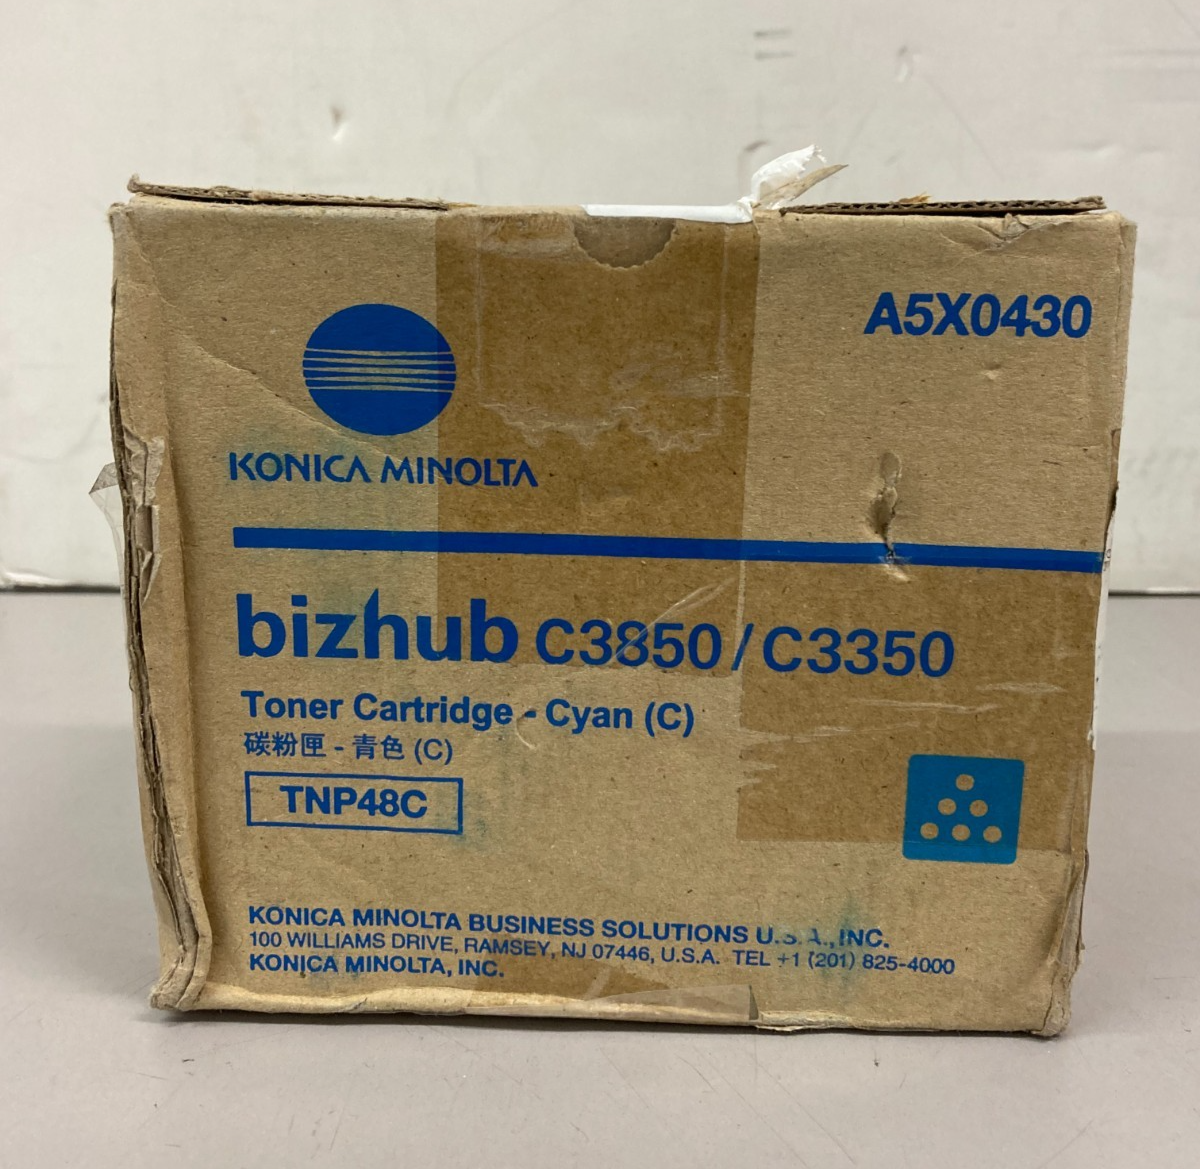 A5X0430
KONICA MINOLTA
bizhub C3850/C3350
Toner Cartridge - Cyan (C)
碳粉匣 - 青色 (C)
TNP48C
KONICA MINOLTA BUSINESS SOLUTIONS U.S.A.,INC.
100 WILLIAMS DRIVE, RAMSEY, NJ 07446, U.S.A. TEL +1 (201) 825-4000
KONICA MINOLTA, INC.